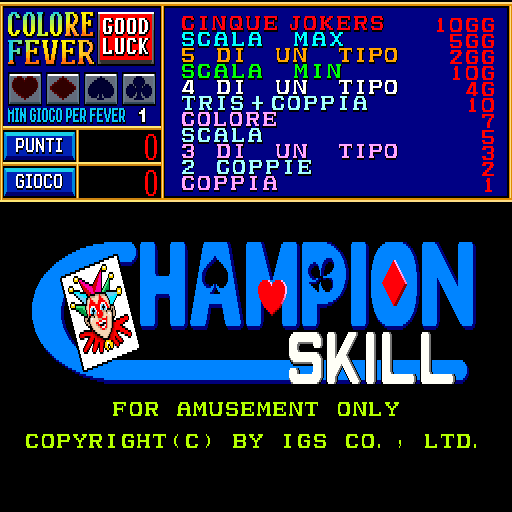 COLORE
FEVER
GOOD
LUCK
MIN GIOCO PER FEVER 1
PUNTI 0
GIOCO 0
CINQUE JOKERS 10GG
SCALA MAX 5GG
5 DI UN TIPO 2GG
SCALA MIN 10G
4 DI UN TIPO 4G
TRIS+COPPIA 10
COLORE 7
SCALA 5
3 DI UN TIPO 3
2 COPPIE 2
COPPIA 1
CHAMPION
SKILL
FOR AMUSEMENT ONLY
COPYRIGHT(C) BY IGS CO. , LTD.